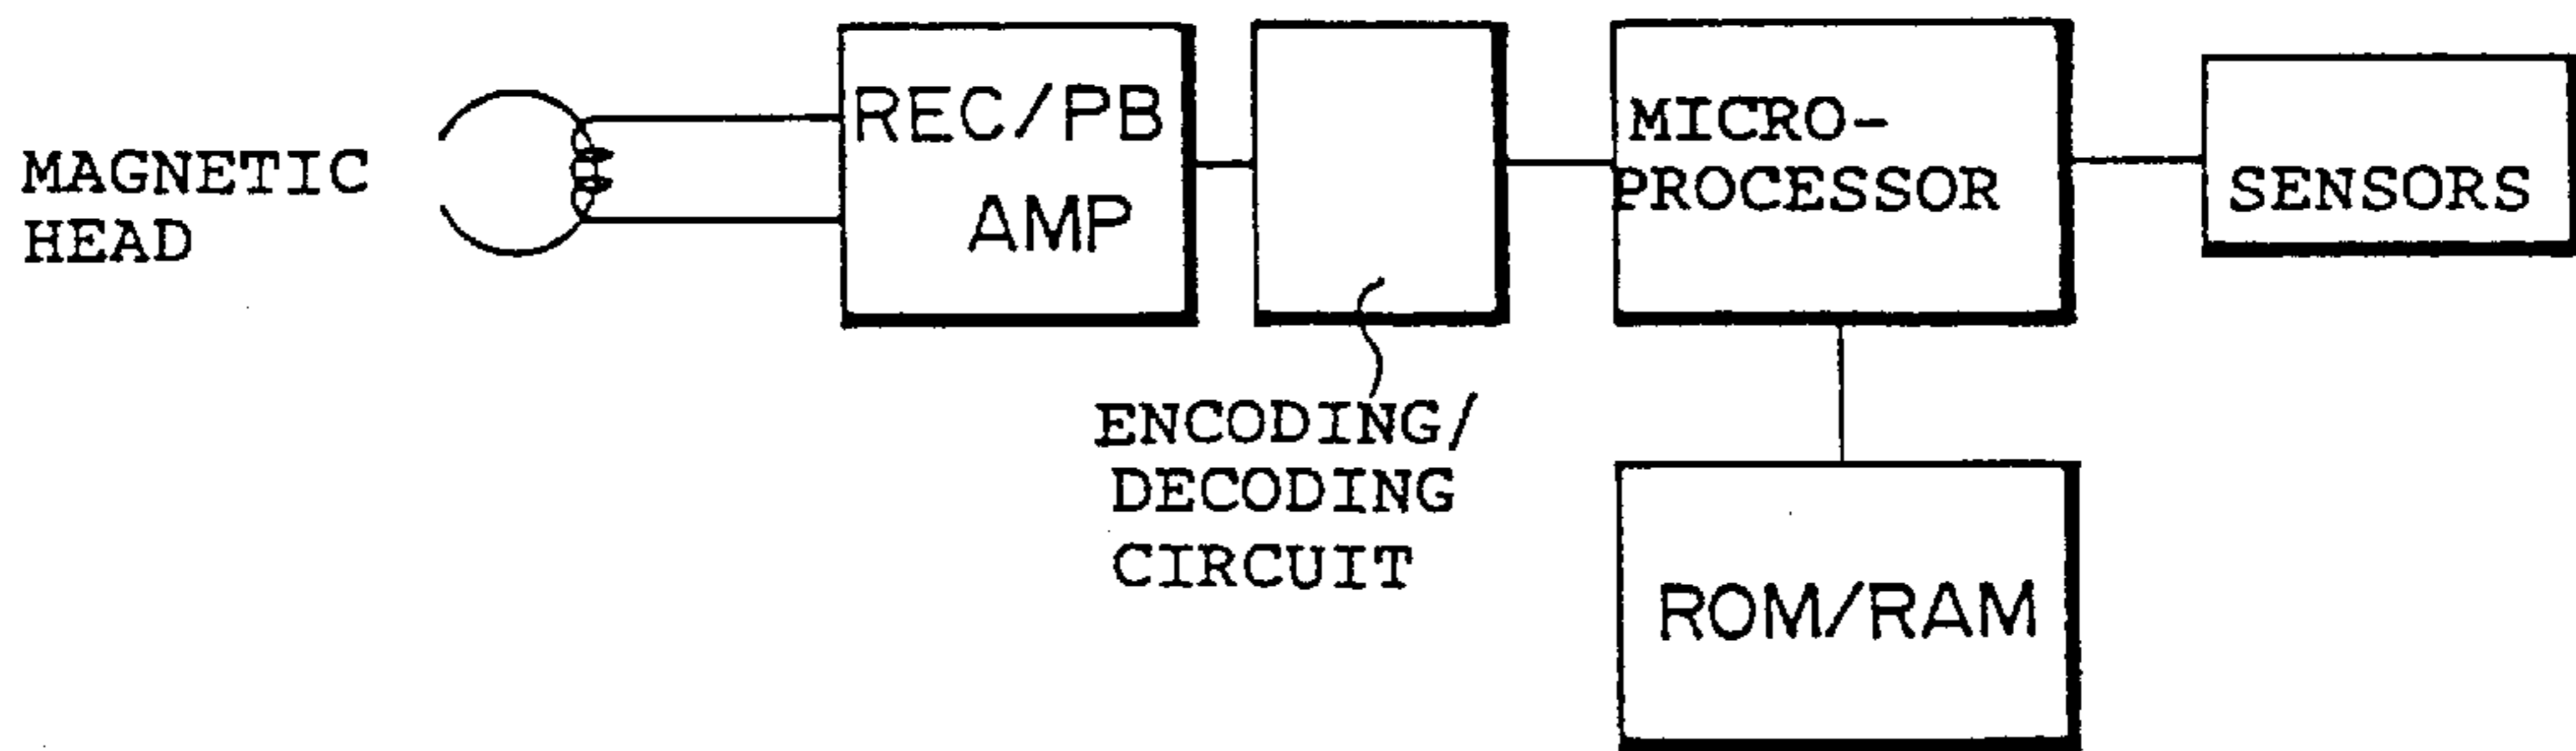 MAGNETIC
HEAD
REC/PB
AMP
ENCODING/
DECODING
CIRCUIT
MICRO-
PROCESSOR
SENSORS
ROM/RAM